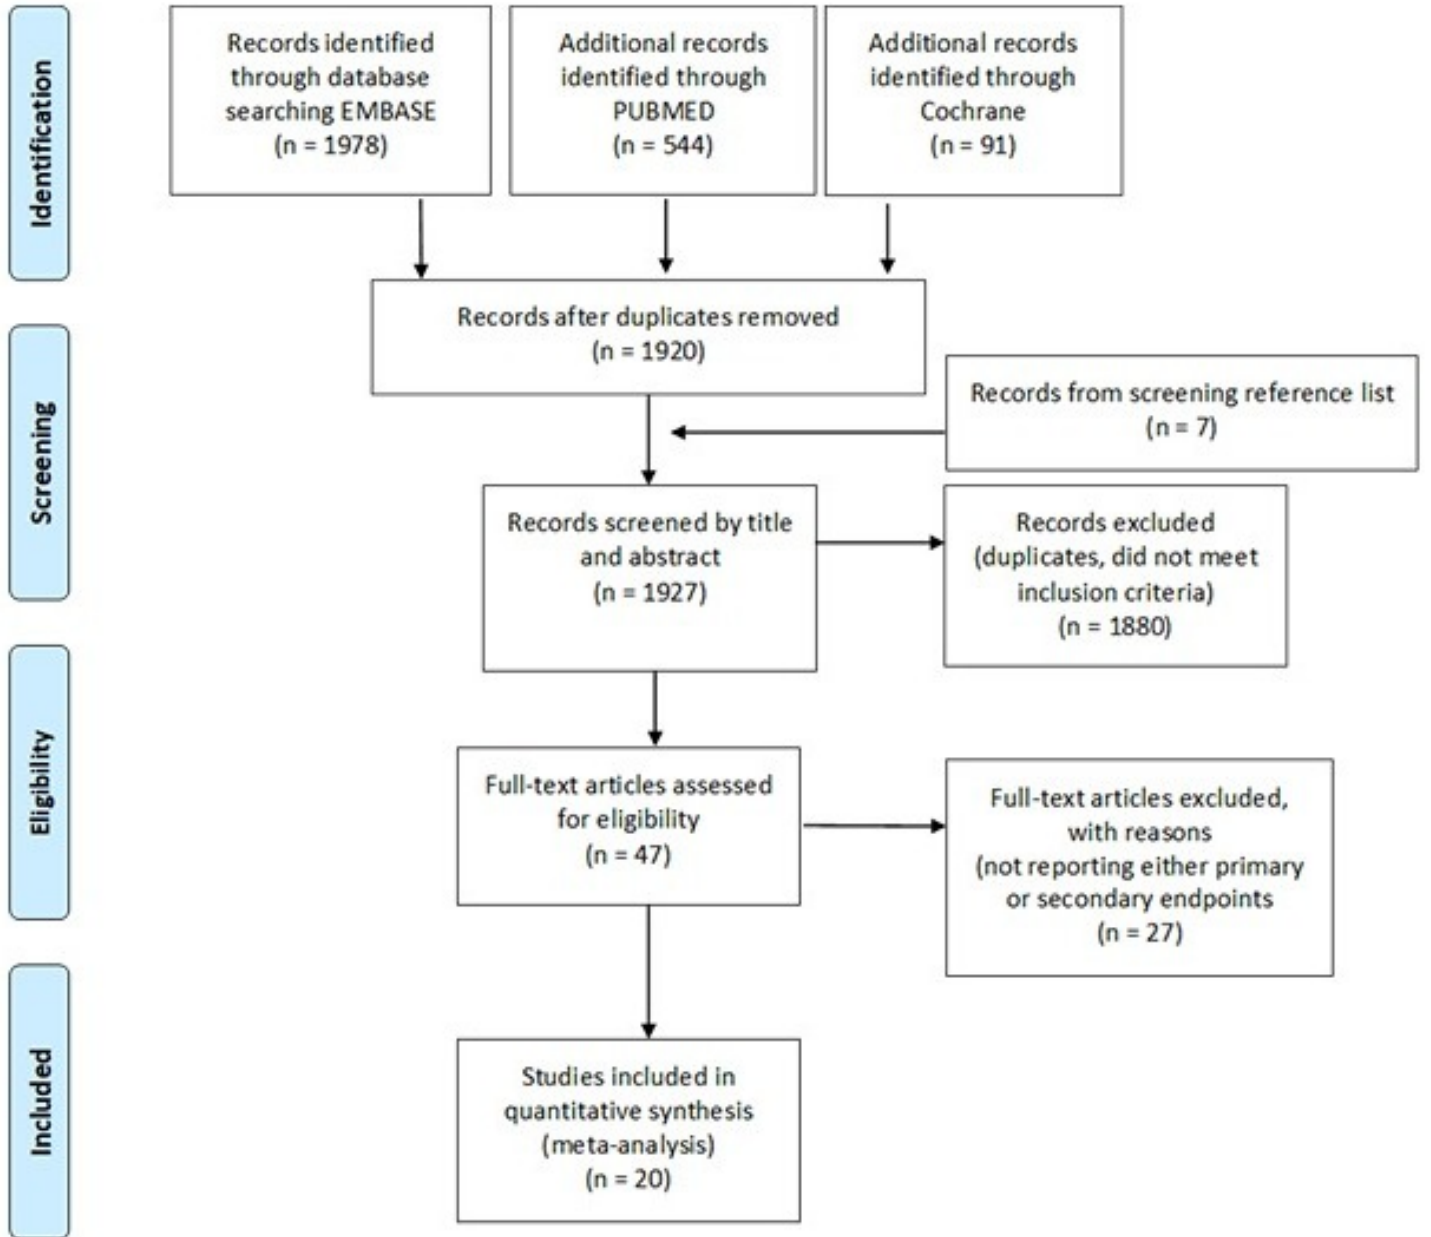 Identification
Records identified
through database
searching EMBASE
(n = 1978)
Additional records
identified through
PUBMED
(n = 544)
Additional records
identified through
Cochrane
(n = 91)
Records after duplicates removed
(n = 1920)
Screening
Records from screening reference list
(n = 7)
Records screened by title
and abstract
(n = 1927)
Records excluded
(duplicates, did not meet
inclusion criteria)
(n = 1880)
Eligibility
Full-text articles assessed
for eligibility
(n = 47)
Full-text articles excluded,
with reasons
(not reporting either primary
or secondary endpoints
(n = 27)
Included
Studies included in
quantitative synthesis
(meta-analysis)
(n = 20)